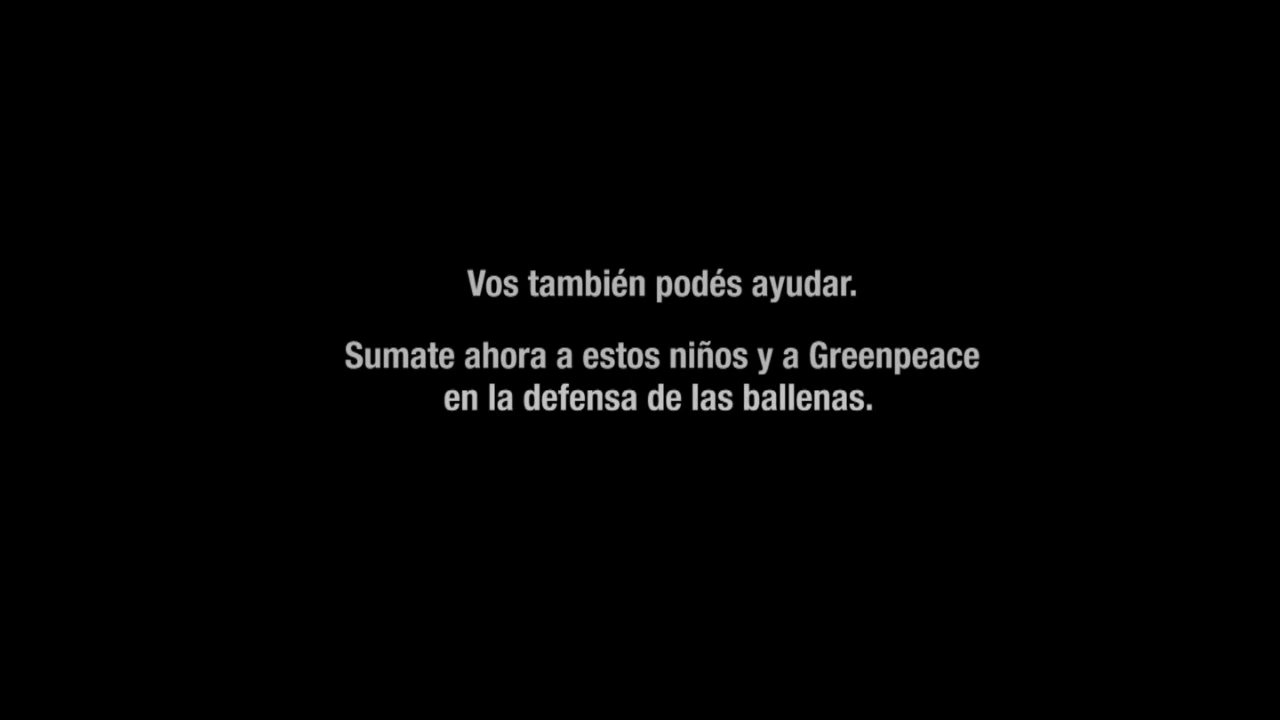 Vos también podés ayudar.
Sumate ahora a estos niños y a Greenpeace
en la defensa de las ballenas.